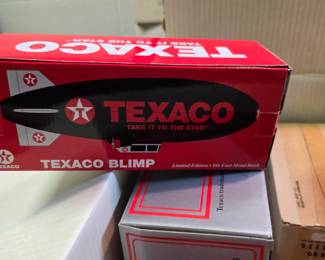 TEXACO
TAKE IT TO THE STAR
TEXACO
TAKE IT TO THE STAR
TEXACO
TEXACO BLIMP
Limited Edition • Die Cast Metal Bank